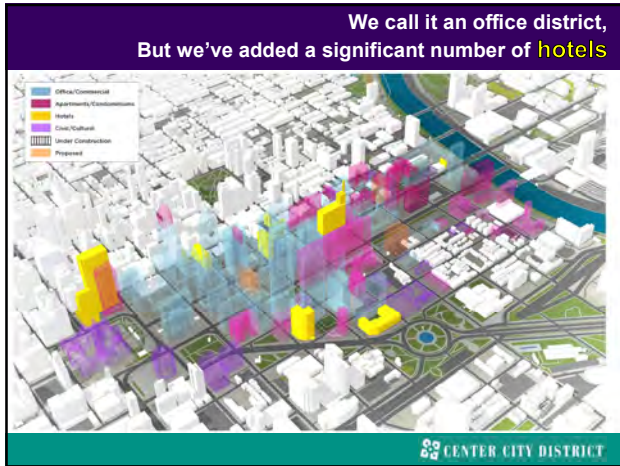 We call it an office district,
But we've added a significant number of hotels
Office/Commercial
Apartments/Condominiums
Hotels
Civic/Cultural
Under Construction
Proposed
CENTER CITY DISTRICT